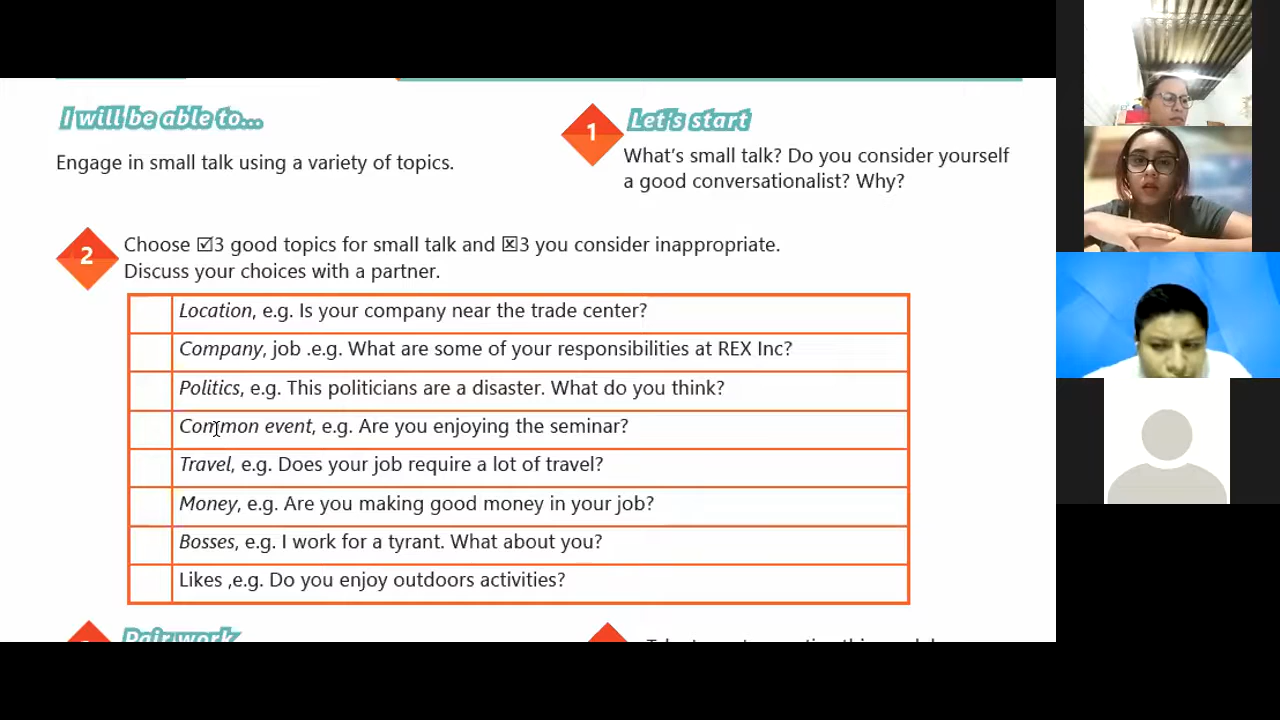 I will be able to...
Engage in small talk using a variety of topics.
1
Let's start
What's small talk? Do you consider yourself
a good conversationalist? Why?
2
Choose ☑3 good topics for small talk and ☒3 you consider inappropriate.
Discuss your choices with a partner.
Location, e.g. Is your company near the trade center?
Company, job .e.g. What are some of your responsibilities at REX Inc?
Politics, e.g. This politicians are a disaster. What do you think?
Common event, e.g. Are you enjoying the seminar?
Travel, e.g. Does your job require a lot of travel?
Money, e.g. Are you making good money in your job?
Bosses, e.g. I work for a tyrant. What about you?
Likes ,e.g. Do you enjoy outdoors activities?
Pair work